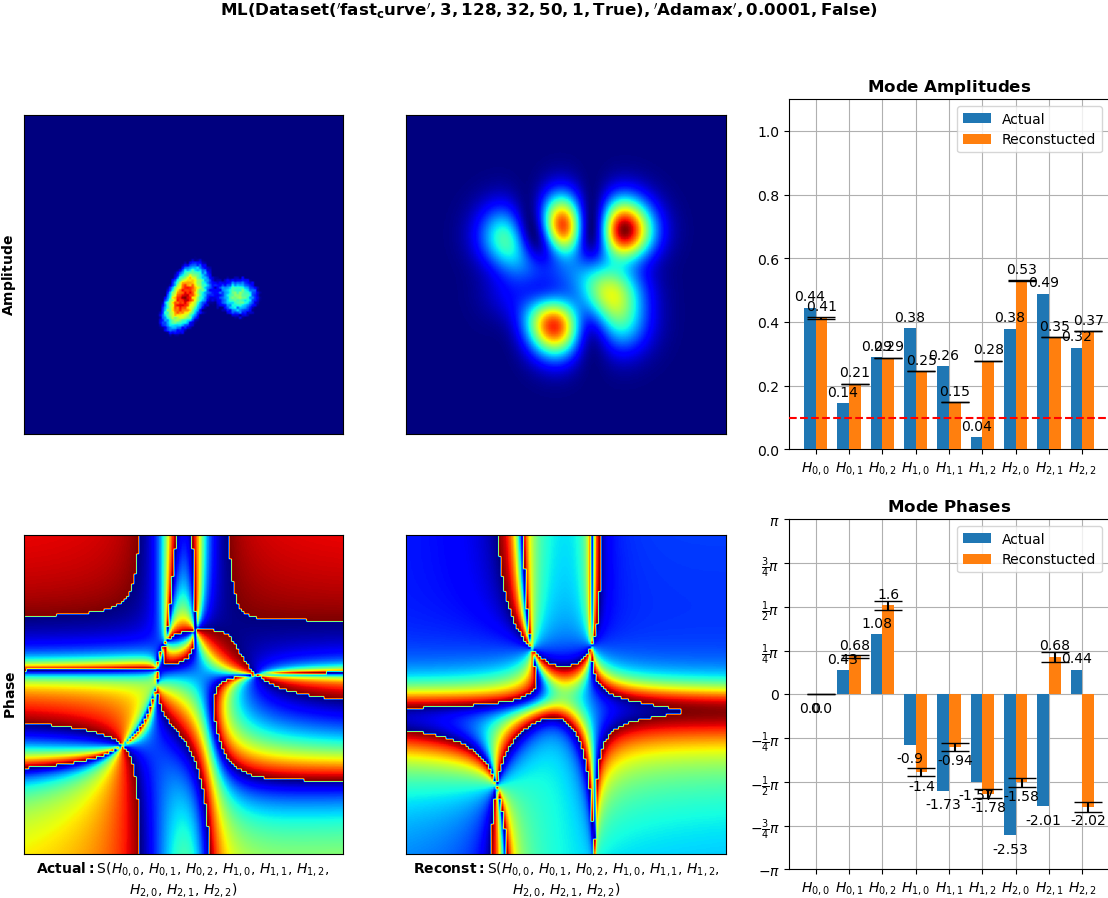 ML(Dataset('fast_curve', 3, 128, 32, 50, 1, True), 'Adamax', 0.0001, False)
Amplitude
Mode Amplitudes
Actual
Reconstucted
1.0
0.8
0.6
0.4
0.2
0.0
0.44
0.41
0.14
0.21
0.29
0.29
0.38
0.25
0.26
0.15
0.04
0.28
0.38
0.53
0.49
0.35
0.32
0.37
H0,0 H0,1 H0,2 H1,0 H1,1 H1,2 H2,0 H2,1 H2,2
Phase
Actual: S(H0,0, H0,1, H0,2, H1,0, H1,1, H1,2,
H2,0, H2,1, H2,2)
Reconst: S(H0,0, H0,1, H0,2, H1,0, H1,1, H1,2,
H2,0, H2,1, H2,2)
Mode Phases
Actual
Reconstucted
π
3/4π
1/2π
1/4π
0
−1/4π
−1/2π
−3/4π
−π
0.0
0.0
0.43
0.68
1.08
1.6
-0.9
-1.4
-1.73
-0.94
-1.57
-1.78
-2.53
-1.58
-2.01
0.68
0.44
-2.02
H0,0 H0,1 H0,2 H1,0 H1,1 H1,2 H2,0 H2,1 H2,2